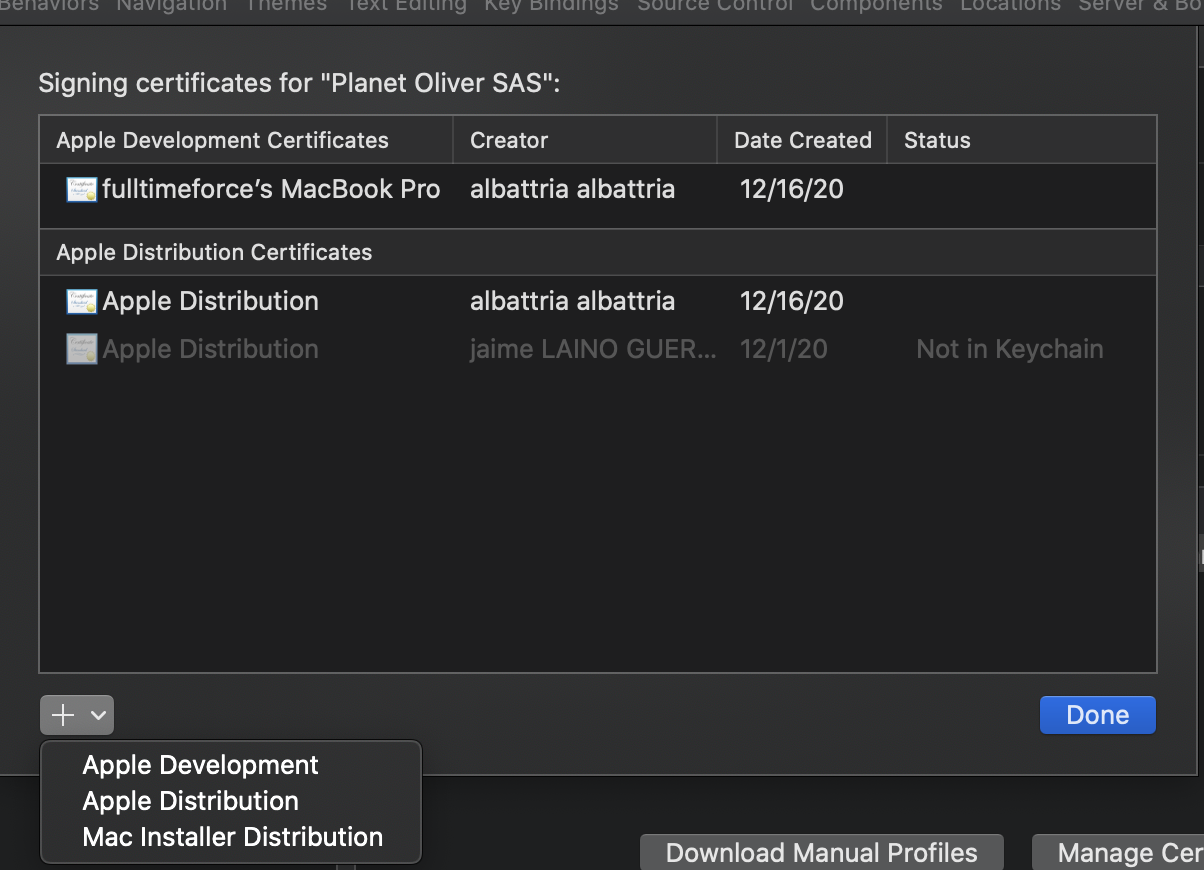 Behaviors Navigation Themes Text Editing Key Bindings Source Control Components Locations Server & Bo
Signing certificates for "Planet Oliver SAS":
Apple Development Certificates Creator Date Created Status
fulltimeforce’s MacBook Pro albattria albattria 12/16/20
Apple Distribution Certificates
Apple Distribution albattria albattria 12/16/20
Apple Distribution jaime LAINO GUER... 12/1/20 Not in Keychain
Done
Apple Development
Apple Distribution
Mac Installer Distribution
Download Manual Profiles Manage Cer